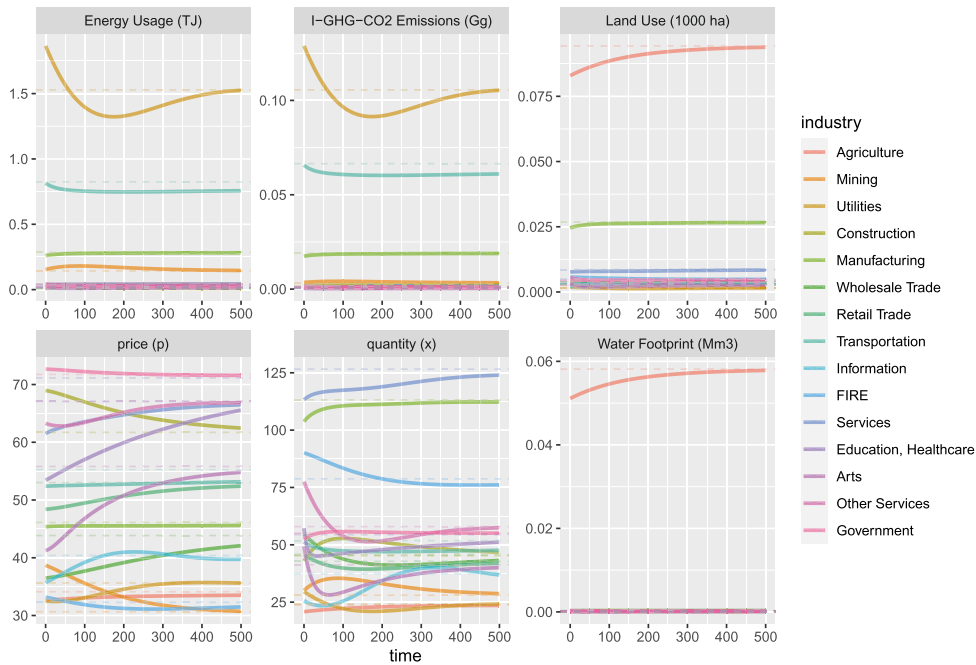 Energy Usage (TJ)
I−GHG−CO2 Emissions (Gg)
Land Use (1000 ha)
1.5
1.0
0.5
0.0
0.10
0.05
0.00
0.075
0.050
0.025
0.000
0 100 200 300 400 500
0 100 200 300 400 500
0 100 200 300 400 500
price (p)
quantity (x)
Water Footprint (Mm3)
70
60
50
40
30
125
100
75
50
25
0.06
0.04
0.02
0.00
0 100 200 300 400 500
0 100 200 300 400 500
0 100 200 300 400 500
time
industry
Agriculture
Mining
Utilities
Construction
Manufacturing
Wholesale Trade
Retail Trade
Transportation
Information
FIRE
Services
Education, Healthcare
Arts
Other Services
Government